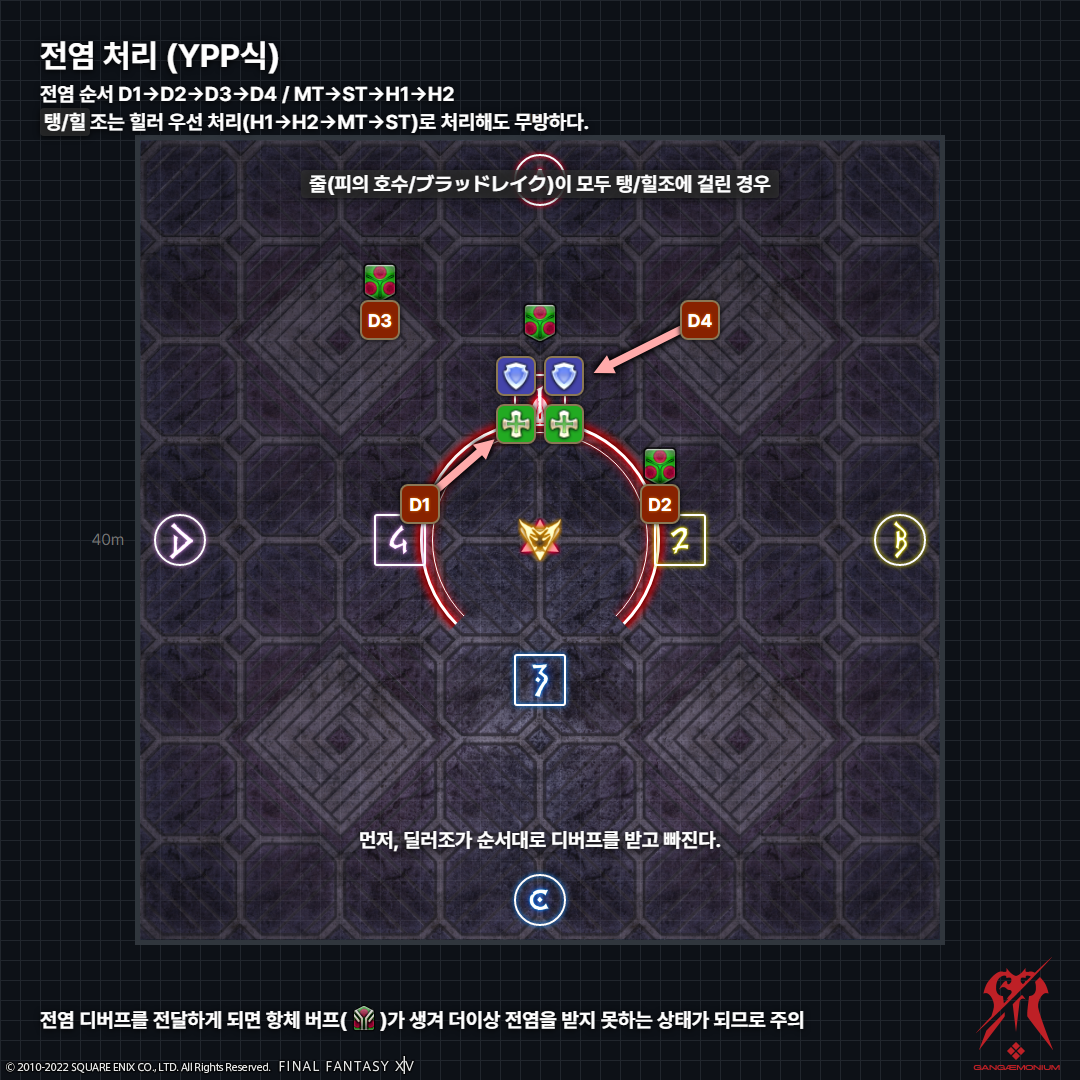 전염 처리 (YPP식)
전염 순서 D1→D2→D3→D4 / MT→ST→H1→H2
탱/힐 조는 힐러 우선 처리(H1→H2→MT→ST)로 처리해도 무방하다.
줄(피의 호수/ブラッドレイク)이 모두 탱/힐조에 걸린 경우
D3
D4
D1
D2
40m
D
4
2
B
3
먼저, 딜러조가 순서대로 디버프를 받고 빠진다.
C
전염 디버프를 전달하게 되면 항체 버프( )가 생겨 더이상 전염을 받지 못하는 상태가 되므로 주의
© 2010-2022 SQUARE ENIX CO., LTD. All Rights Reserved. FINAL FANTASY XIV
GANGÆMONIUM